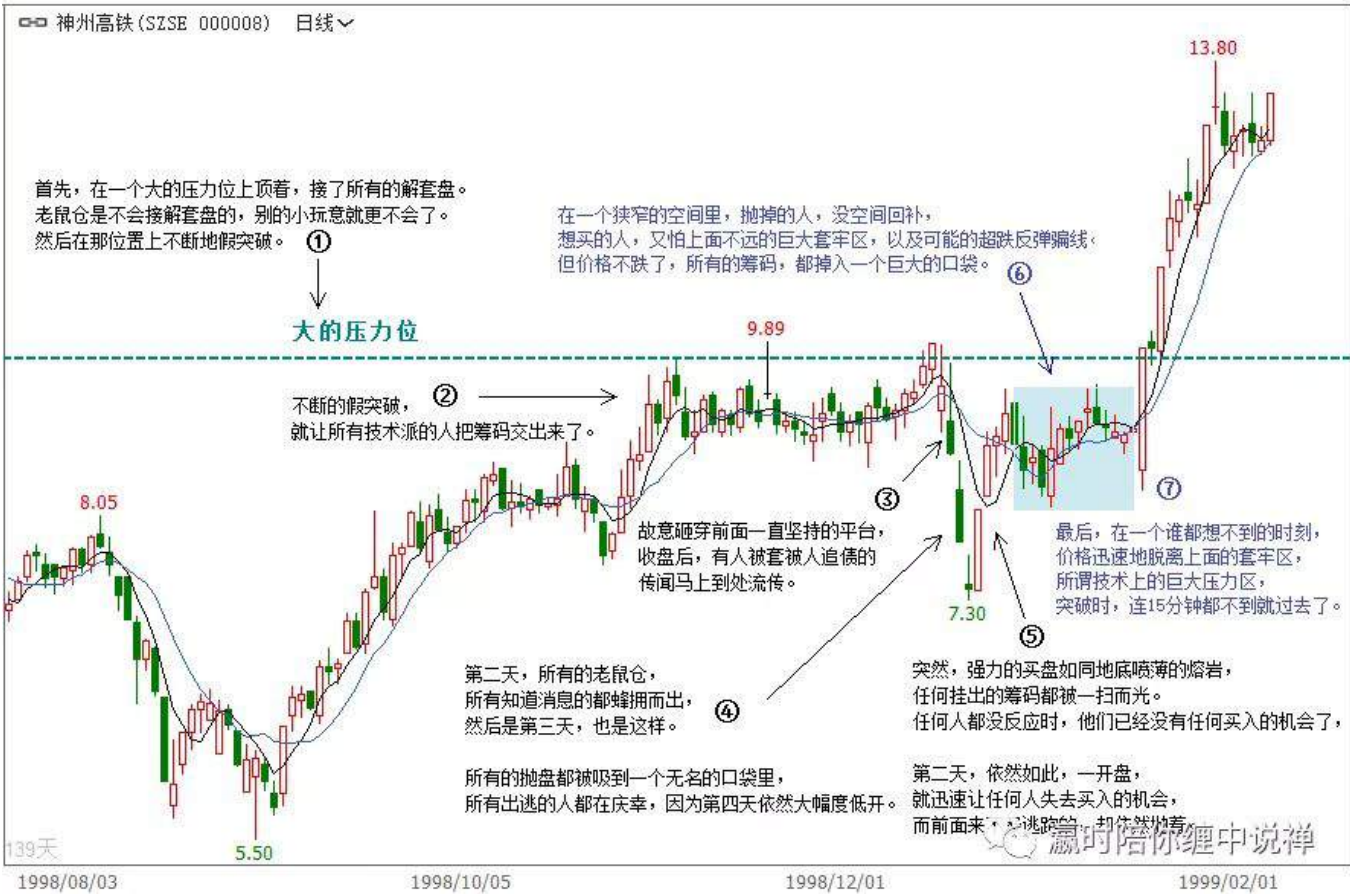 神州高铁(SZSE 000008) 日线
13.80
首先，在一个大的压力位上顶着，接了所有的解套盘。
老鼠仓是不会接解套盘的，别的小玩意就更不会了。
然后在那位置上不断地假突破。 ①
在一个狭窄的空间里，抛掉的人，没空间回补，
想买的人，又怕上面不远的巨大套牢区，以及可能的超跌反弹骗线；
但价格不跌了，所有的筹码，都掉入一个巨大的口袋。 ⑥
大的压力位
9.89
② 
不断的假突破，
就让所有技术派的人把筹码交出来了。
8.05
③
故意砸穿前面一直坚持的平台，
收盘后，有人被套被人追债的
传闻马上到处流传。
⑦
最后，在一个谁都想不到的时刻，
价格迅速地脱离上面的套牢区，
所谓技术上的巨大压力区，
突破时，连15分钟都不到就过去了。
7.30
第二天，所有的老鼠仓，
所有知道消息的都蜂拥而出，
然后是第三天，也是这样。
④
所有的抛盘都被吸到一个无名的口袋里，
所有出逃的人都在庆幸，因为第四天依然大幅度低开。
⑤
突然，强力的买盘如同地底喷薄的熔岩，
任何挂出的筹码都被一扫而光。
任何人都没反应时，他们已经没有任何买入的机会了，
第二天，依然如此，一开盘，
就迅速让任何人失去买入的机会，
而前面来 逃跑的，却依然抛着
瀛时陪你缠中说禅
139天
5.50
1998/08/03 1998/10/05 1998/12/01 1999/02/01